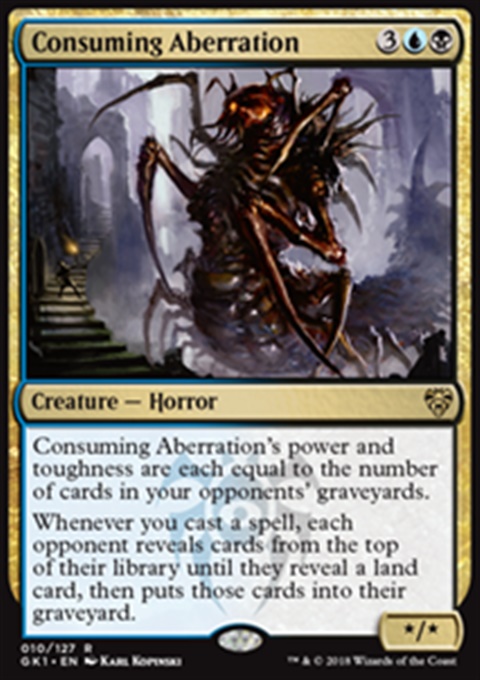 Consuming Aberration 3
Creature — Horror
Consuming Aberration's power and
toughness are each equal to the number
of cards in your opponents' graveyards.
Whenever you cast a spell, each
opponent reveals cards from the top
of their library until they reveal a land
card, then puts those cards into their
graveyard.
*/*
010/127 R
GK1 • EN Karl Kopinski
™ & © 2018 Wizards of the Coast